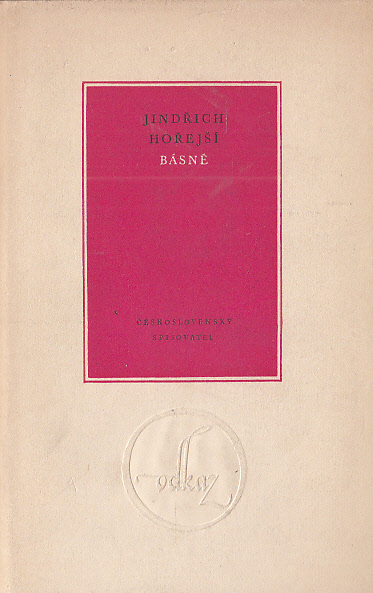 JINDŘICH
HOŘEJŠÍ
BÁSNĚ
ČESKOSLOVENSKÝ
SPISOVATEL
odkaz